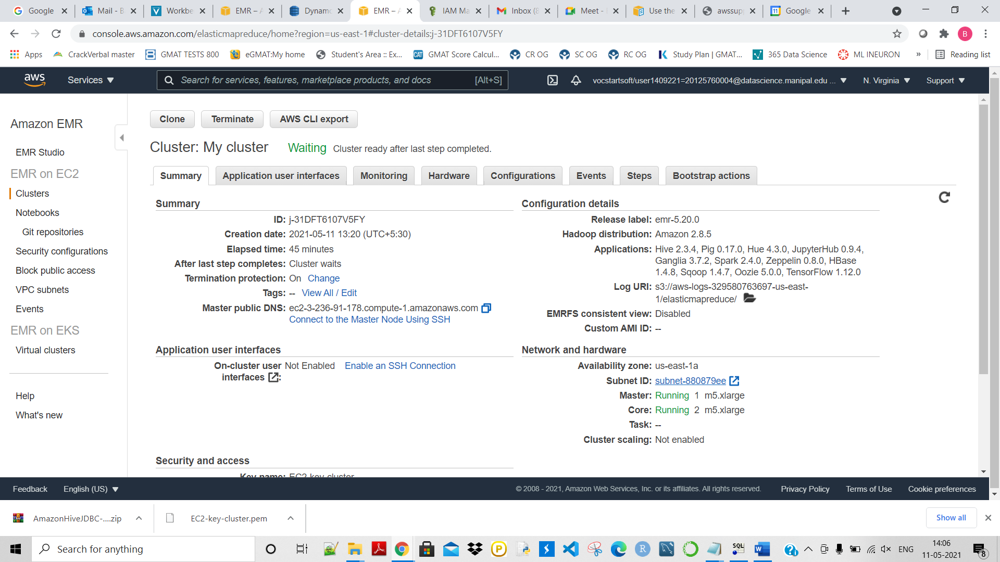 Google
Mail - B
Workbe
EMR – A
Dynamo
EMR – A
IAM Ma
Inbox (8
Meet -
Use the
awssup
Google
console.aws.amazon.com/elasticmapreduce/home?region=us-east-1#cluster-details:j-31DFT6107V5FY
B
Apps
CrackVerbal master
GMAT TESTS 800
eGMAT:My home
Student's Area :: Ex...
CAT
GMAT Score Calcul...
CR OG
SC OG
RC OG
Study Plan | GMAT...
365 Data Science
ML INEURON
»
Reading list
aws
Services
Search for services, features, marketplace products, and docs
[Alt+S]
vocstartsoft/user1409221=20125760004@datascience.manipal.edu ...
N. Virginia
Support
Amazon EMR
EMR Studio
EMR on EC2
Clusters
Notebooks
Git repositories
Security configurations
Block public access
VPC subnets
Events
EMR on EKS
Virtual clusters
Help
What's new
Clone
Terminate
AWS CLI export
Cluster: My cluster
Waiting
Cluster ready after last step completed.
Summary
Application user interfaces
Monitoring
Hardware
Configurations
Events
Steps
Bootstrap actions
Summary
ID: j-31DFT6107V5FY
Creation date: 2021-05-11 13:20 (UTC+5:30)
Elapsed time: 45 minutes
After last step completes: Cluster waits
Termination protection: On Change
Tags: -- View All / Edit
Master public DNS: ec2-3-236-91-178.compute-1.amazonaws.com
Connect to the Master Node Using SSH
Configuration details
Release label: emr-5.20.0
Hadoop distribution: Amazon 2.8.5
Applications: Hive 2.3.4, Pig 0.17.0, Hue 4.3.0, JupyterHub 0.9.4,
Ganglia 3.7.2, Spark 2.4.0, Zeppelin 0.8.0, HBase
1.4.8, Sqoop 1.4.7, Oozie 5.0.0, TensorFlow 1.12.0
Log URI: s3://aws-logs-329580763697-us-east-
1/elasticmapreduce/
EMRFS consistent view: Disabled
Custom AMI ID: --
Application user interfaces
On-cluster user Not Enabled Enable an SSH Connection
interfaces :
Network and hardware
Availability zone: us-east-1a
Subnet ID: subnet-880879ee
Master: Running 1 m5.xlarge
Core: Running 2 m5.xlarge
Task: --
Cluster scaling: Not enabled
Security and access
Key name: EC2-key-cluster
Feedback
English (US)
© 2008 - 2021, Amazon Web Services, Inc. or its affiliates. All rights reserved.
Privacy Policy
Terms of Use
Cookie preferences
AmazonHiveJDBC-....zip
EC2-key-cluster.pem
Show all
Search for anything
ENG
14:06
11-05-2021
8